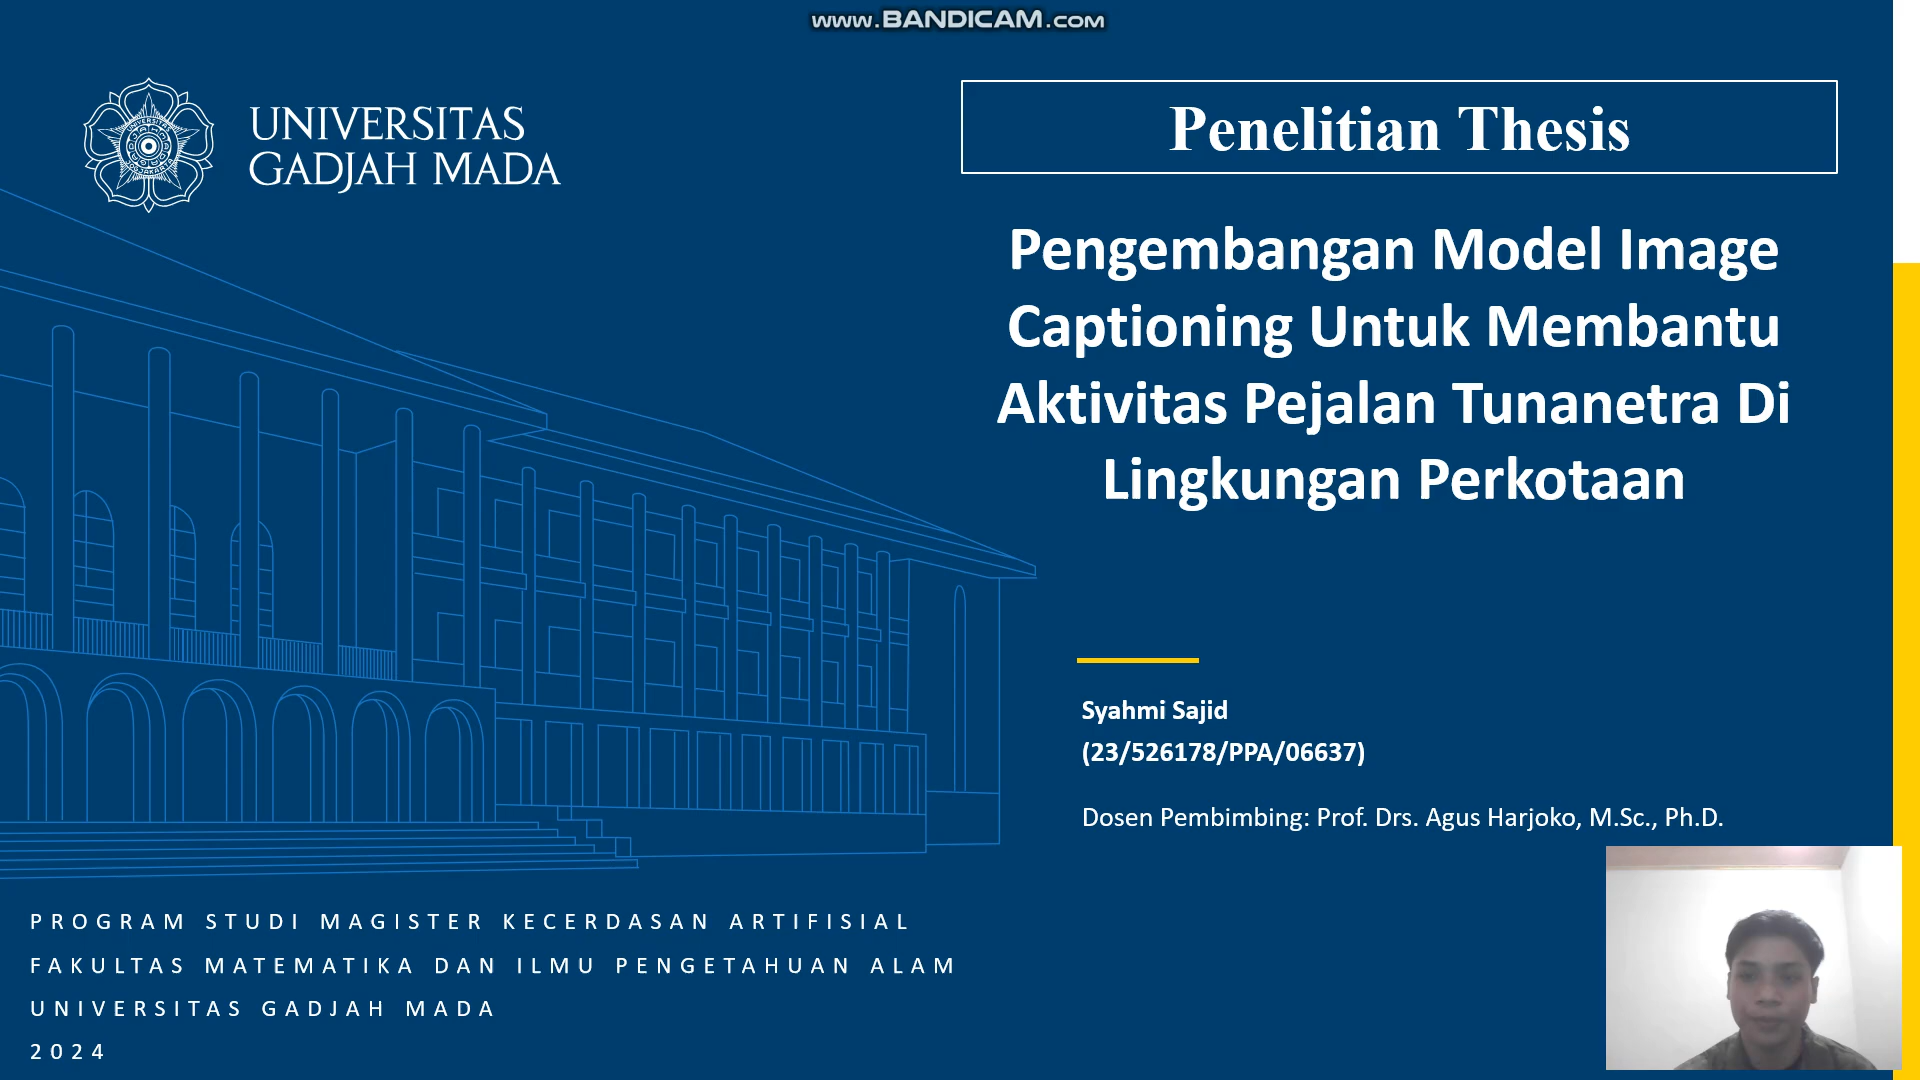 www.BANDICAM.com
UNIVERSITAS
GADJAH MADA
Penelitian Thesis
Pengembangan Model Image
Captioning Untuk Membantu
Aktivitas Pejalan Tunanetra Di
Lingkungan Perkotaan
Syahmi Sajid
(23/526178/PPA/06637)
Dosen Pembimbing: Prof. Drs. Agus Harjoko, M.Sc., Ph.D.
PROGRAM STUDI MAGISTER KECERDASAN ARTIFISIAL
FAKULTAS MATEMATIKA DAN ILMU PENGETAHUAN ALAM
UNIVERSITAS GADJAH MADA
2024